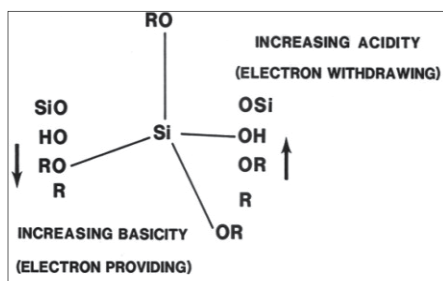 RO
INCREASING ACIDITY
(ELECTRON WITHDRAWING)
SiO
OSi
HO
Si
OH
RO
OR
R
R
OR
INCREASING BASICITY
(ELECTRON PROVIDING)